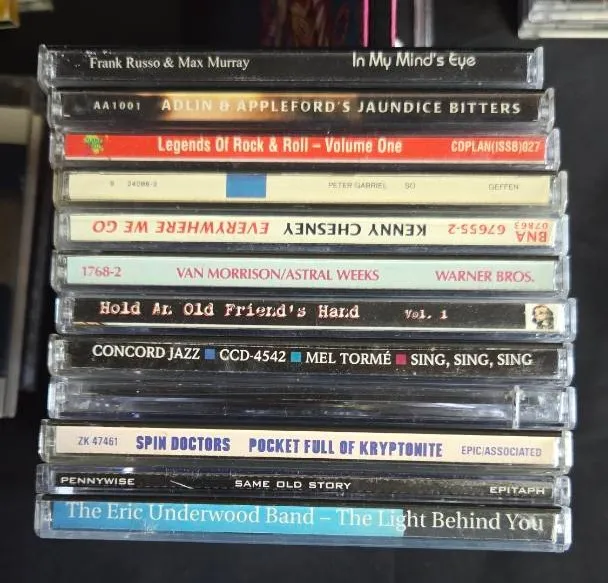 Frank Russo & Max Murray In My Mind's Eye
AA1001 ADLIN & APPLEFORD'S JAUNDICE BITTERS
Legends Of Rock & Roll – Volume One COPLAN(ISSB)027
24088-2 PETER GABRIEL SO GEFFEN
BNA 07863 67655-2 KENNY CHESNEY EVERYWHERE WE GO
1768-2 VAN MORRISON/ASTRAL WEEKS WARNER BROS.
Hold An Old Friend's Hand Vol. 1
CONCORD JAZZ CCD-4542 MEL TORMÉ SING, SING, SING
ZK 47461 SPIN DOCTORS POCKET FULL OF KRYPTONITE EPIC/ASSOCIATED
PENNYWISE SAME OLD STORY EPITAPH
The Eric Underwood Band – The Light Behind You